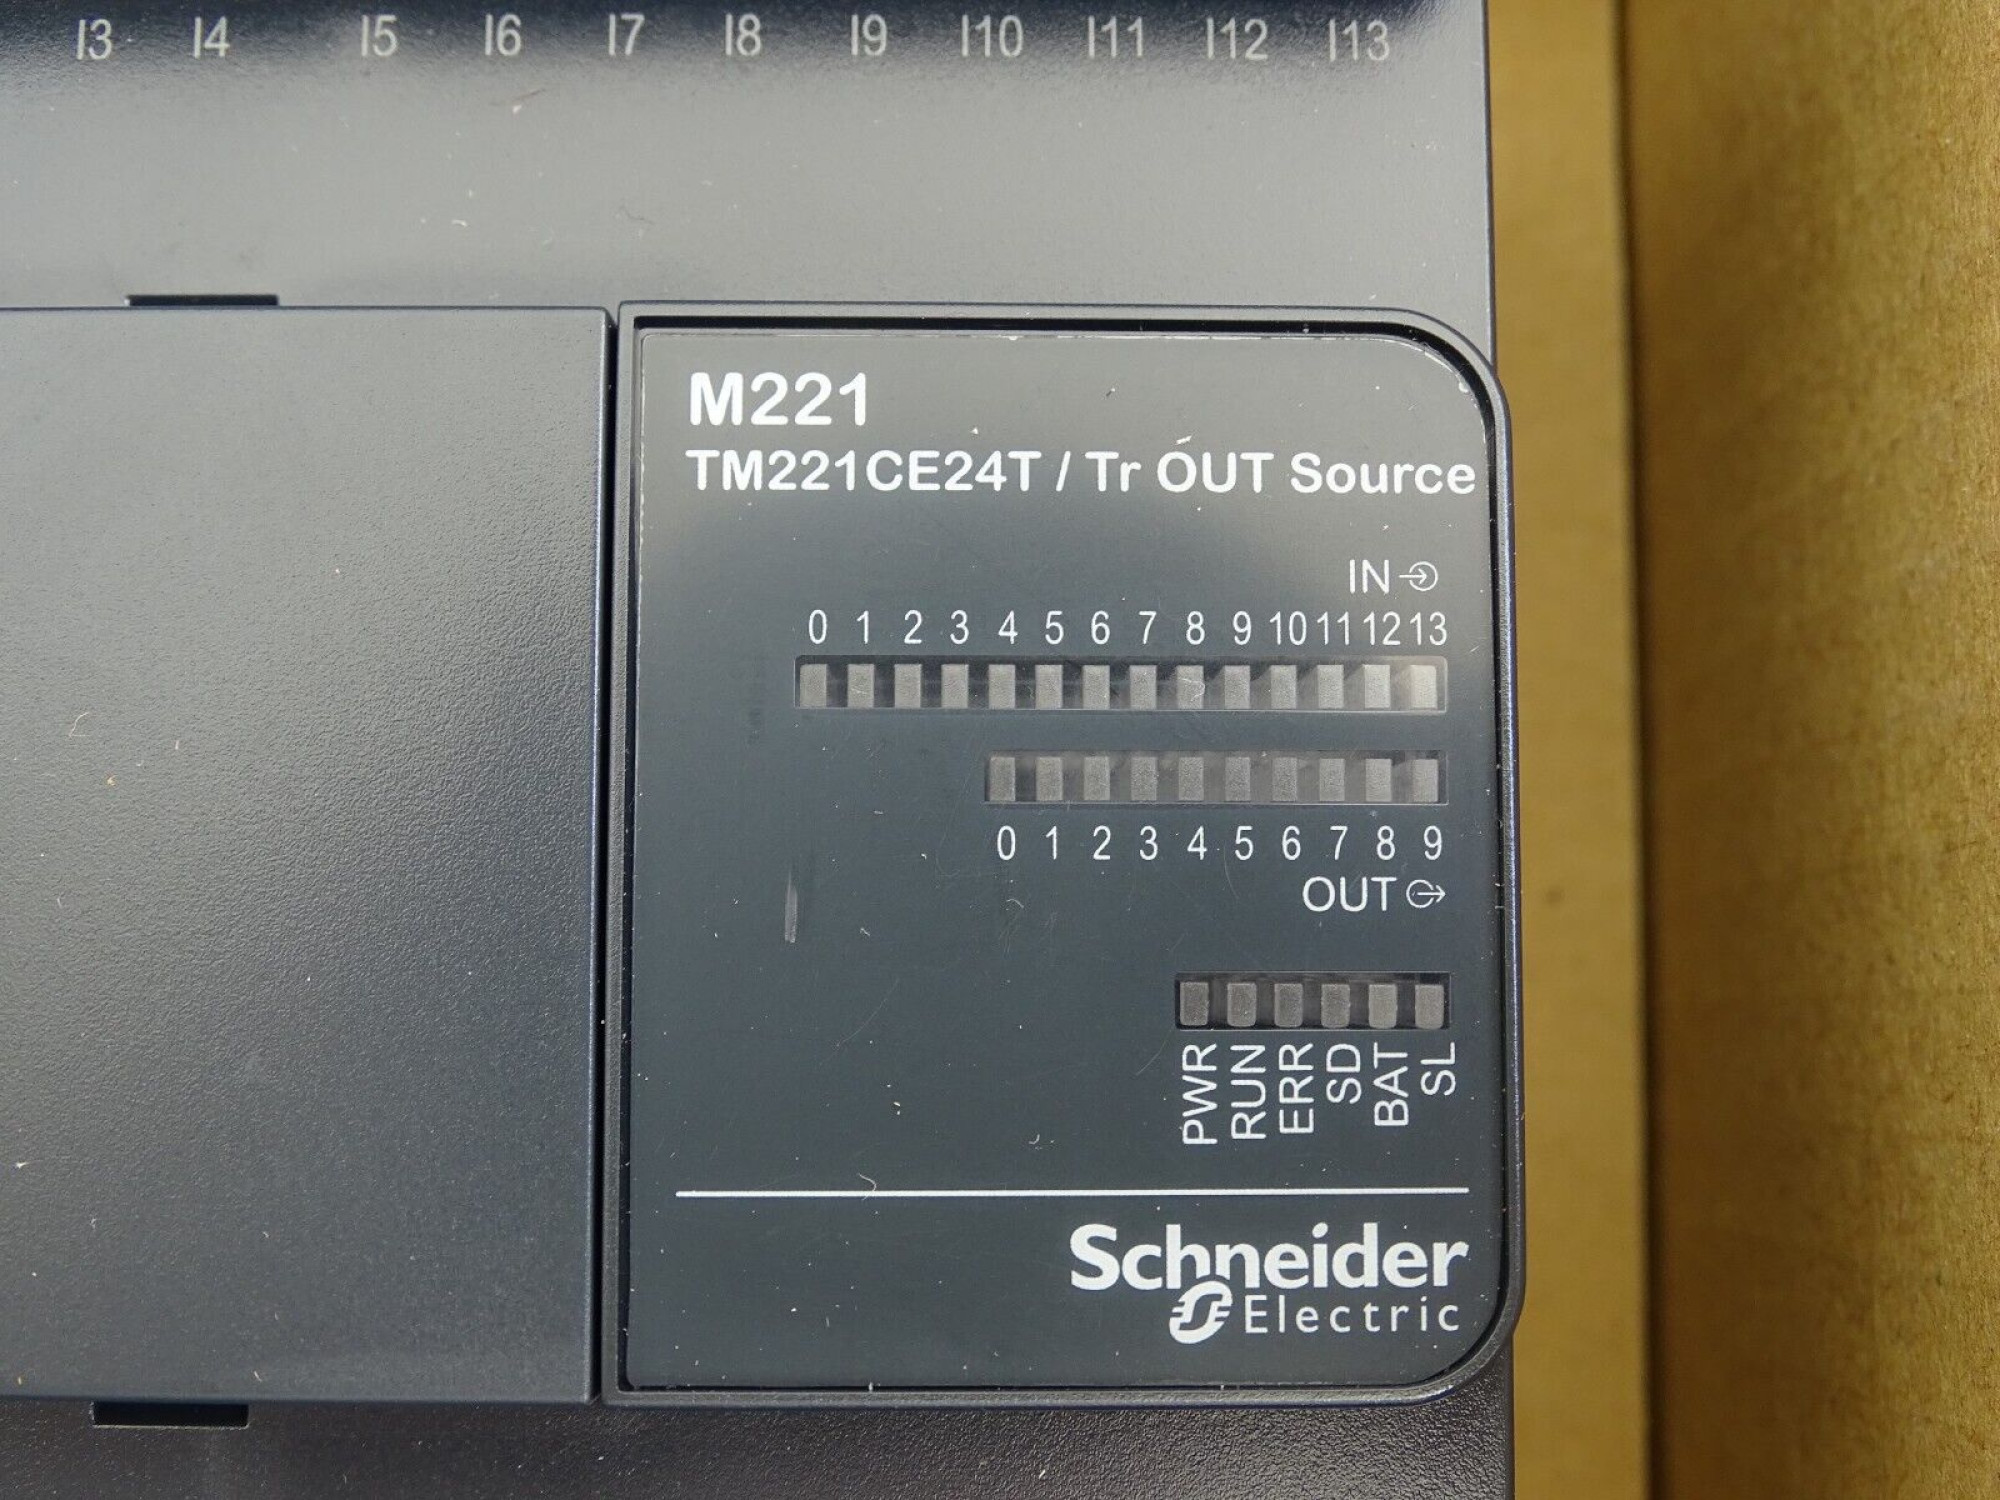 I3 I4 I5 I6 I7 I8 I9 I10 I11 I12 I13
M221
TM221CE24T / Tr OUT Source
IN
0 1 2 3 4 5 6 7 8 9 10 11 12 13
0 1 2 3 4 5 6 7 8 9
OUT
PWR
RUN
ERR
SD
BAT
SL
Schneider
Electric